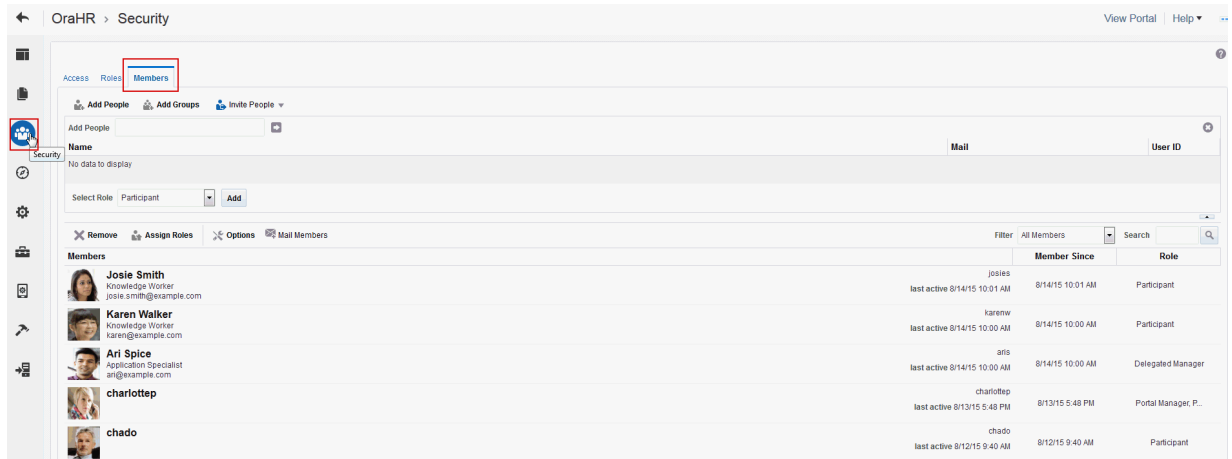 OraHR > Security
View Portal Help
Access Roles Members
Add People Add Groups Invite People
Add People
Security
Name Mail User ID
No data to display
Select Role Participant Add
Remove Assign Roles Options Mail Members Filter All Members Search
Members Member Since Role
Josie Smith josies
Knowledge Worker 8/14/15 10:01 AM Participant
josie.smith@example.com last active 8/14/15 10:01 AM
Karen Walker karenw
Knowledge Worker 8/14/15 10:00 AM Participant
karen@example.com last active 8/14/15 10:00 AM
Ari Spice aris
Application Specialist 8/14/15 10:00 AM Delegated Manager
ari@example.com last active 8/14/15 10:00 AM
charlottep charlottep
8/13/15 5:48 PM Portal Manager, P...
last active 8/13/15 5:48 PM
chado chado
8/12/15 9:40 AM Participant
last active 8/12/15 9:40 AM